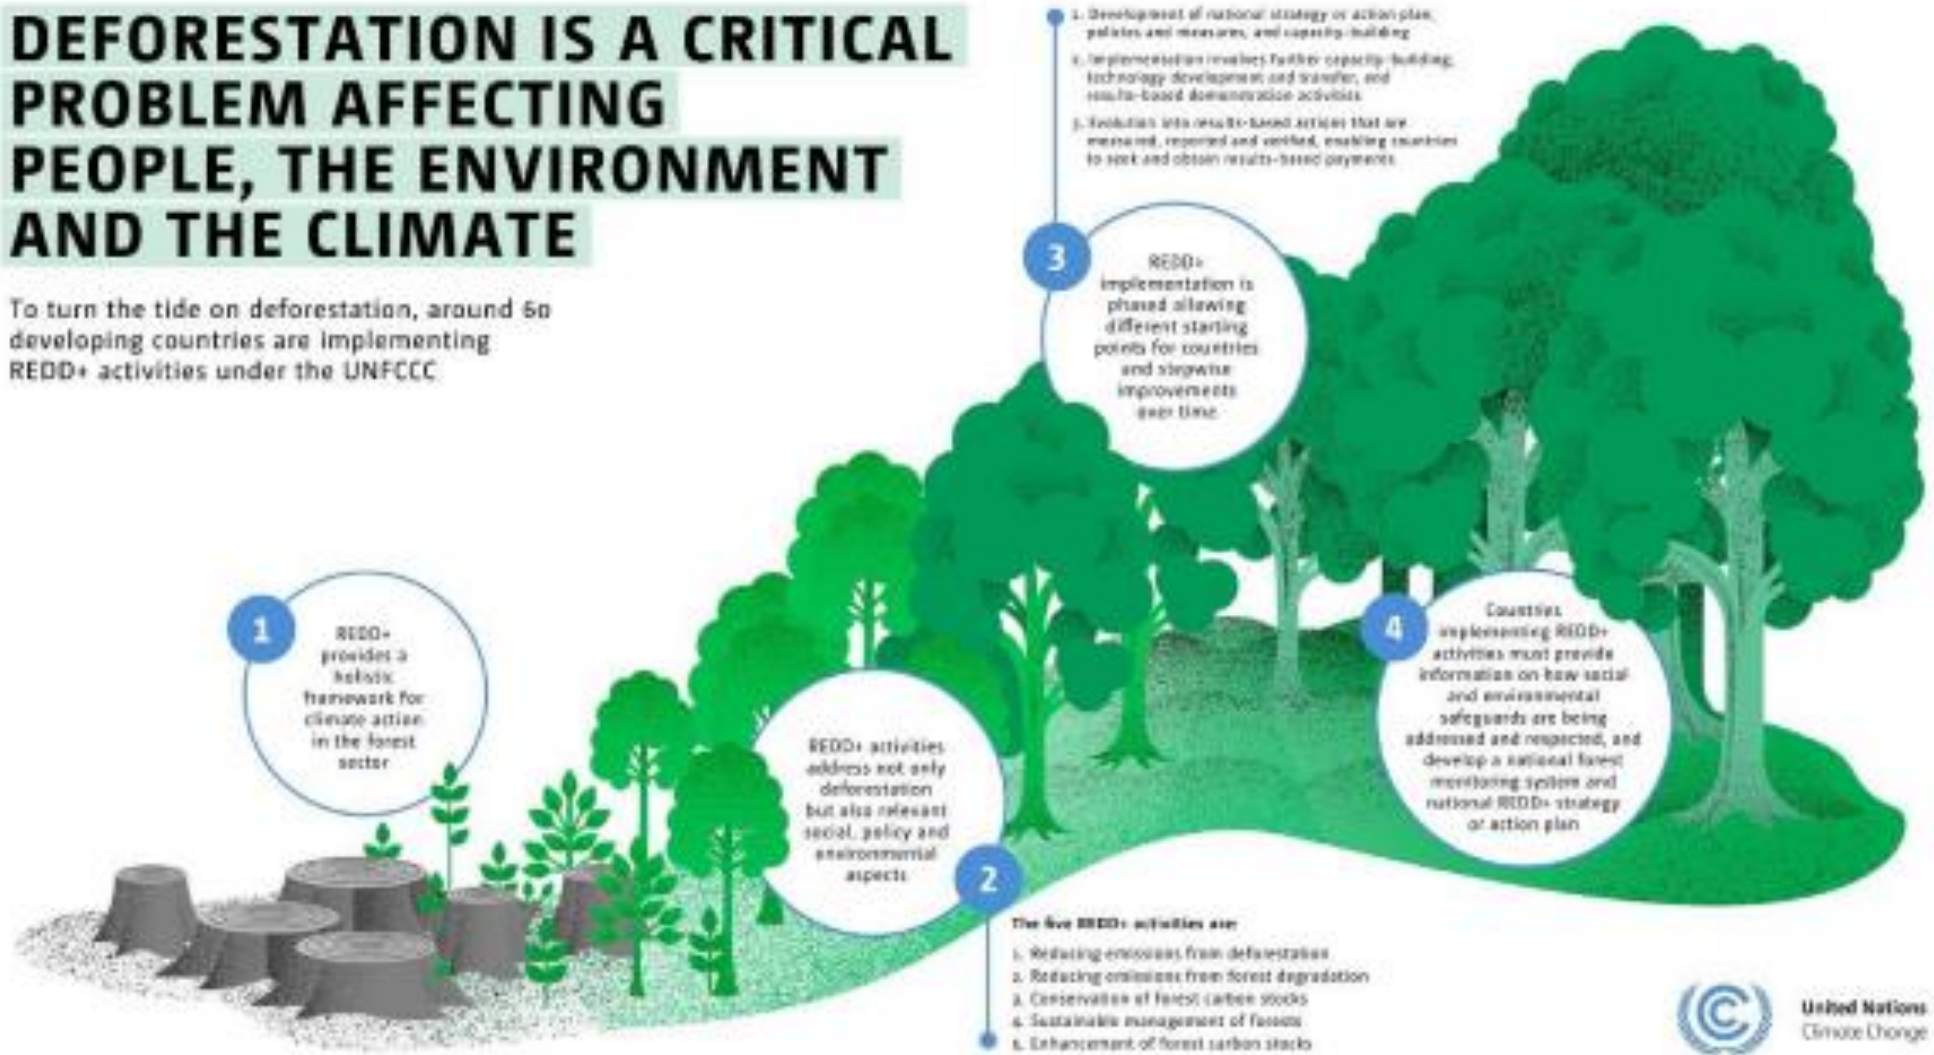 DEFORESTATION IS A CRITICAL
PROBLEM AFFECTING
PEOPLE, THE ENVIRONMENT
AND THE CLIMATE
To turn the tide on deforestation, around 60
developing countries are implementing
REDD+ activities under the UNFCCC
1
REDD+
provides a
holistic
framework for
climate action
in the forest
sector
REDD+ activities
address not only
deforestation
but also relevant
social, policy and
environmental
aspects
2
The five REDD+ activities are:
1. Reducing emissions from deforestation
2. Reducing emissions from forest degradation
3. Conservation of forest carbon stocks
4. Sustainable management of forests
5. Enhancement of forest carbon stocks
1. Development of national strategy or action plan,
policies and measures, and capacity-building
2. Implementation involves further capacity-building,
technology development and transfer, and
results-based demonstration activities
3. Evolution into results-based actions that are
measured, reported and verified, enabling countries
to seek and obtain results-based payments
3
REDD+
implementation is
phased allowing
different starting
points for countries
and stepwise
improvements
over time
4
Countries
implementing REDD+
activities must provide
information on how social
and environmental
safeguards are being
addressed and respected, and
develop a national forest
monitoring system and
national REDD+ strategy
or action plan
United Nations
Climate Change